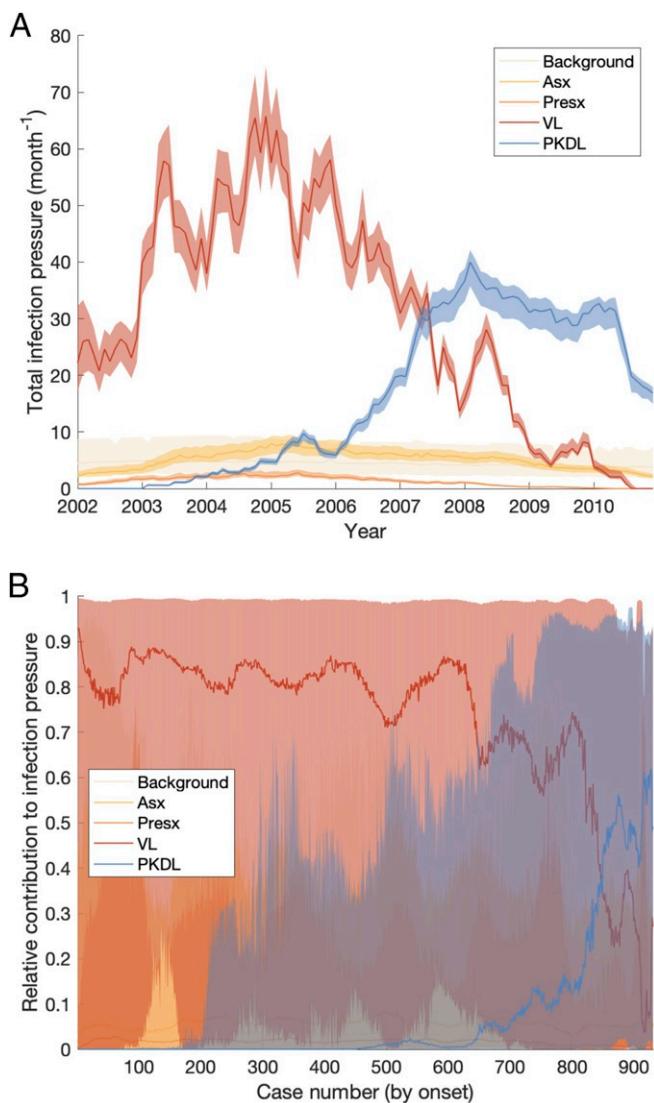 A
Total infection pressure (month⁻¹)
80
70
60
50
40
30
20
10
0
Background
Asx
Presx
VL
PKDL
2002 2003 2004 2005 2006 2007 2008 2009 2010
Year
B
Relative contribution to infection pressure
1
0.9
0.8
0.7
0.6
0.5
0.4
0.3
0.2
0.1
0
Background
Asx
Presx
VL
PKDL
100 200 300 400 500 600 700 800 900
Case number (by onset)